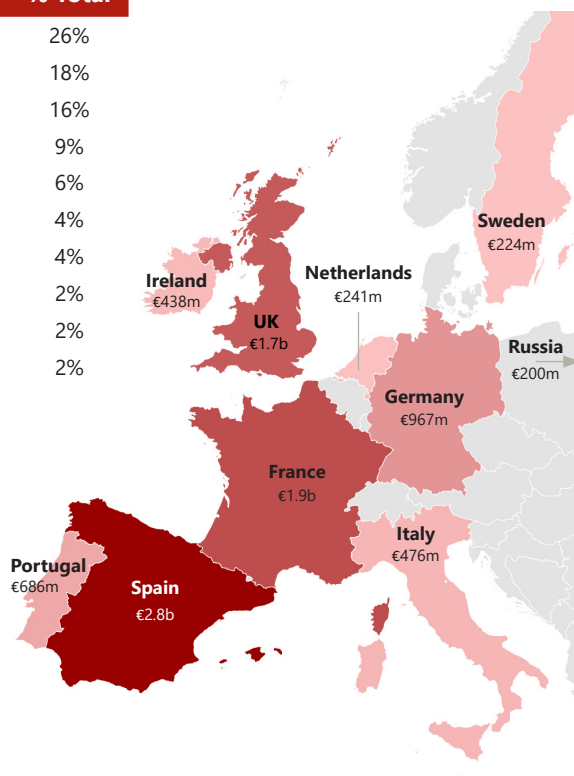 % Total
26%
18%
16%
9%
6%
4%
4%
2%
2%
2%
Sweden
€224m
Netherlands
€241m
Ireland
€438m
UK
€1.7b
Russia
€200m
Germany
€967m
France
€1.9b
Italy
€476m
Portugal
€686m
Spain
€2.8b